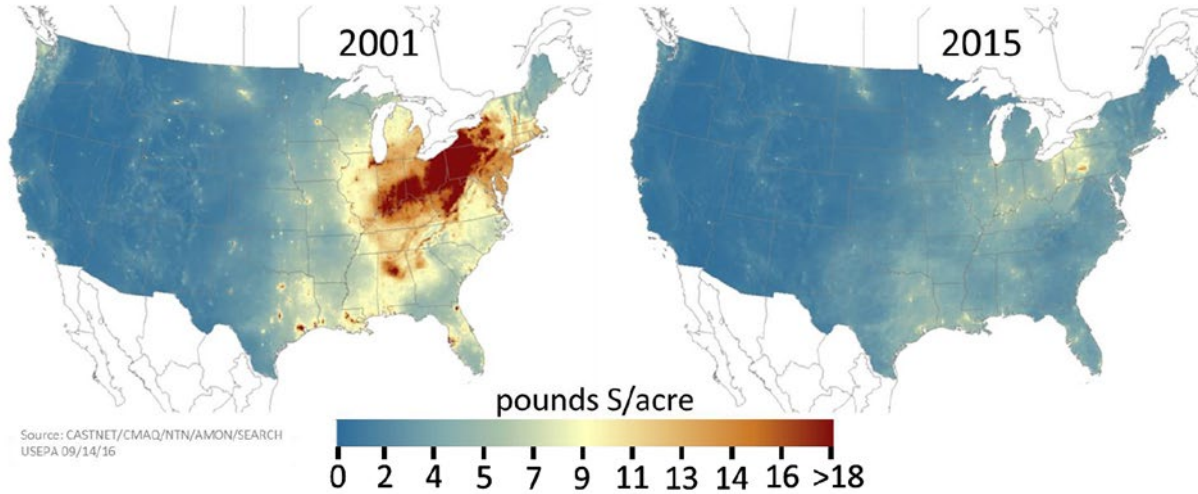 2001
2015
pounds S/acre
0 2 4 5 7 9 11 13 14 16 >18
Source: CASTNET/CMAQ/NTN/AMON/SEARCH
USEPA 09/14/16